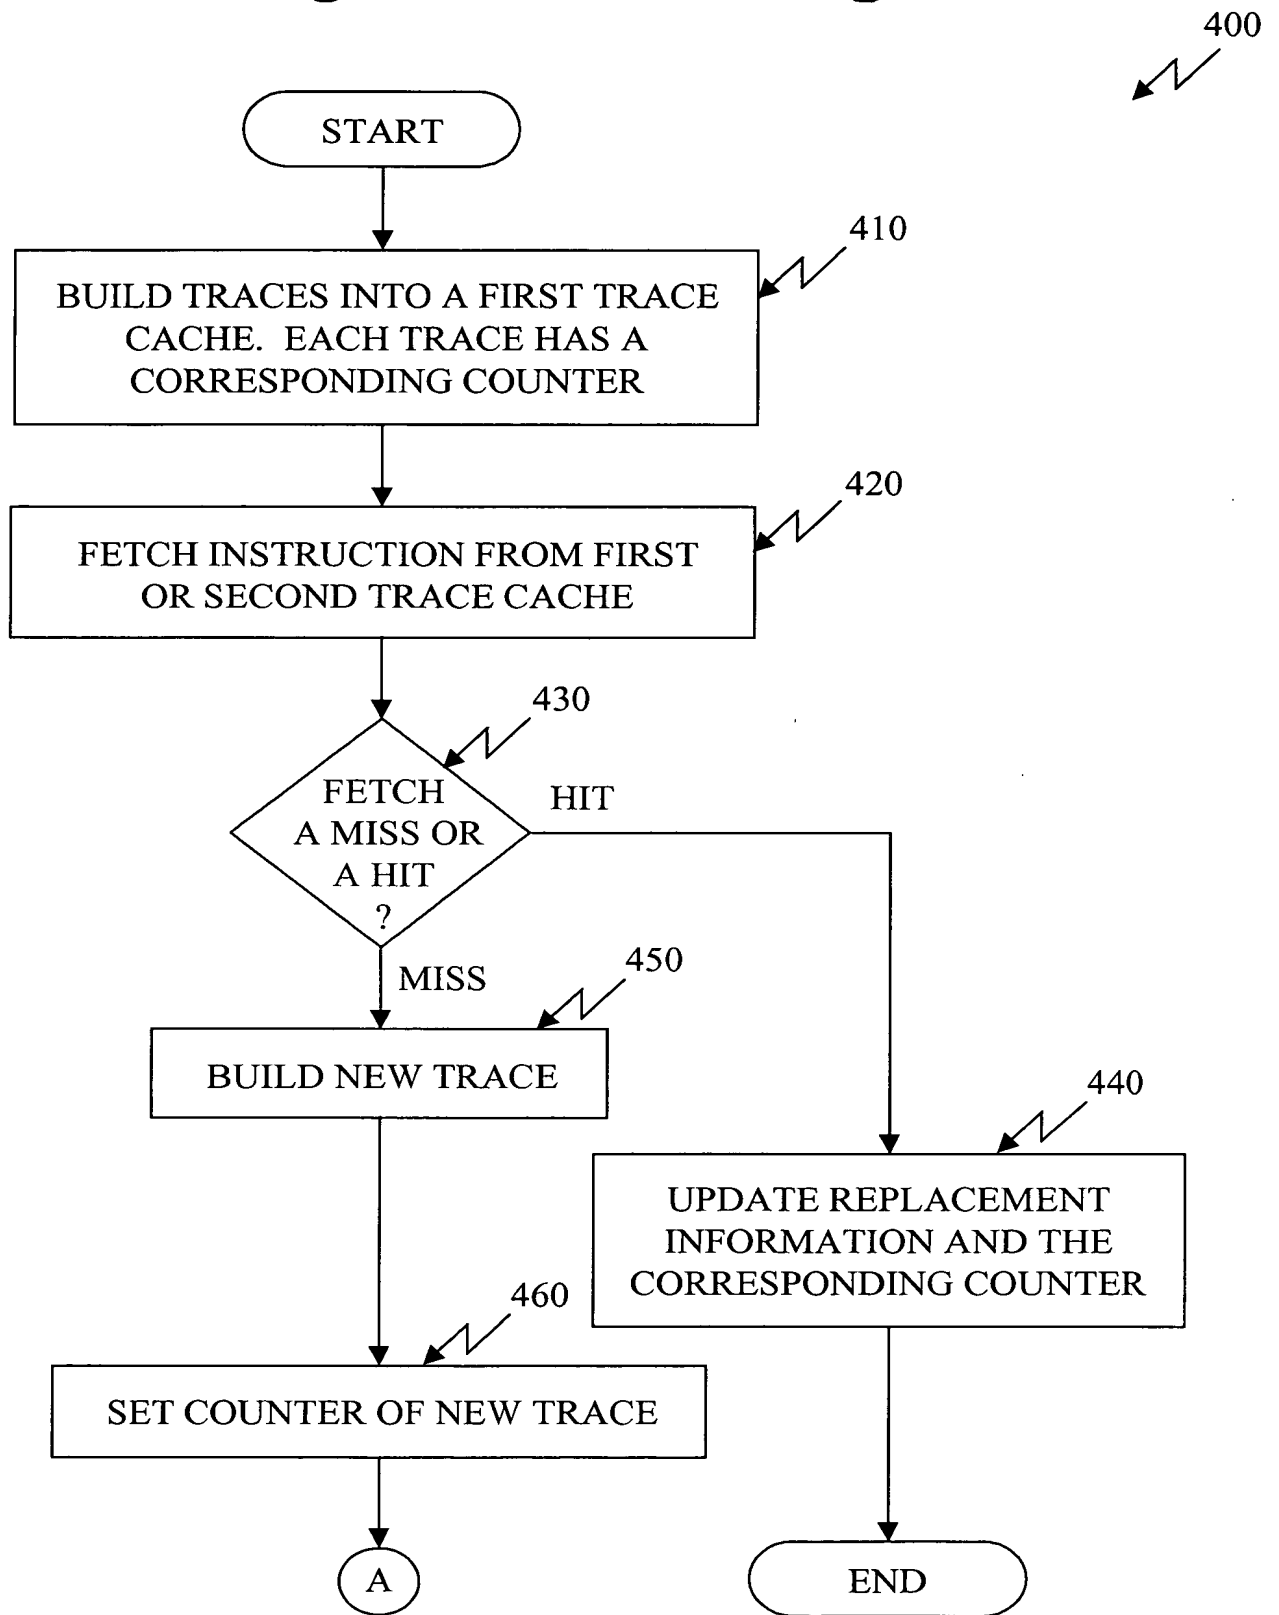 400
START
410
BUILD TRACES INTO A FIRST TRACE
CACHE. EACH TRACE HAS A
CORRESPONDING COUNTER
420
FETCH INSTRUCTION FROM FIRST
OR SECOND TRACE CACHE
430
FETCH
A MISS OR
A HIT
?
HIT
MISS
450
BUILD NEW TRACE
440
UPDATE REPLACEMENT
INFORMATION AND THE
CORRESPONDING COUNTER
460
SET COUNTER OF NEW TRACE
A
END